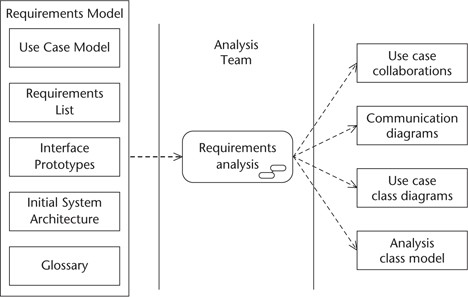 Requirements Model
Use Case Model
Requirements
List
Interface
Prototypes
Initial System
Architecture
Glossary
Analysis
Team
Requirements
analysis
Use case
collaborations
Communication
diagrams
Use case
class diagrams
Analysis
class model